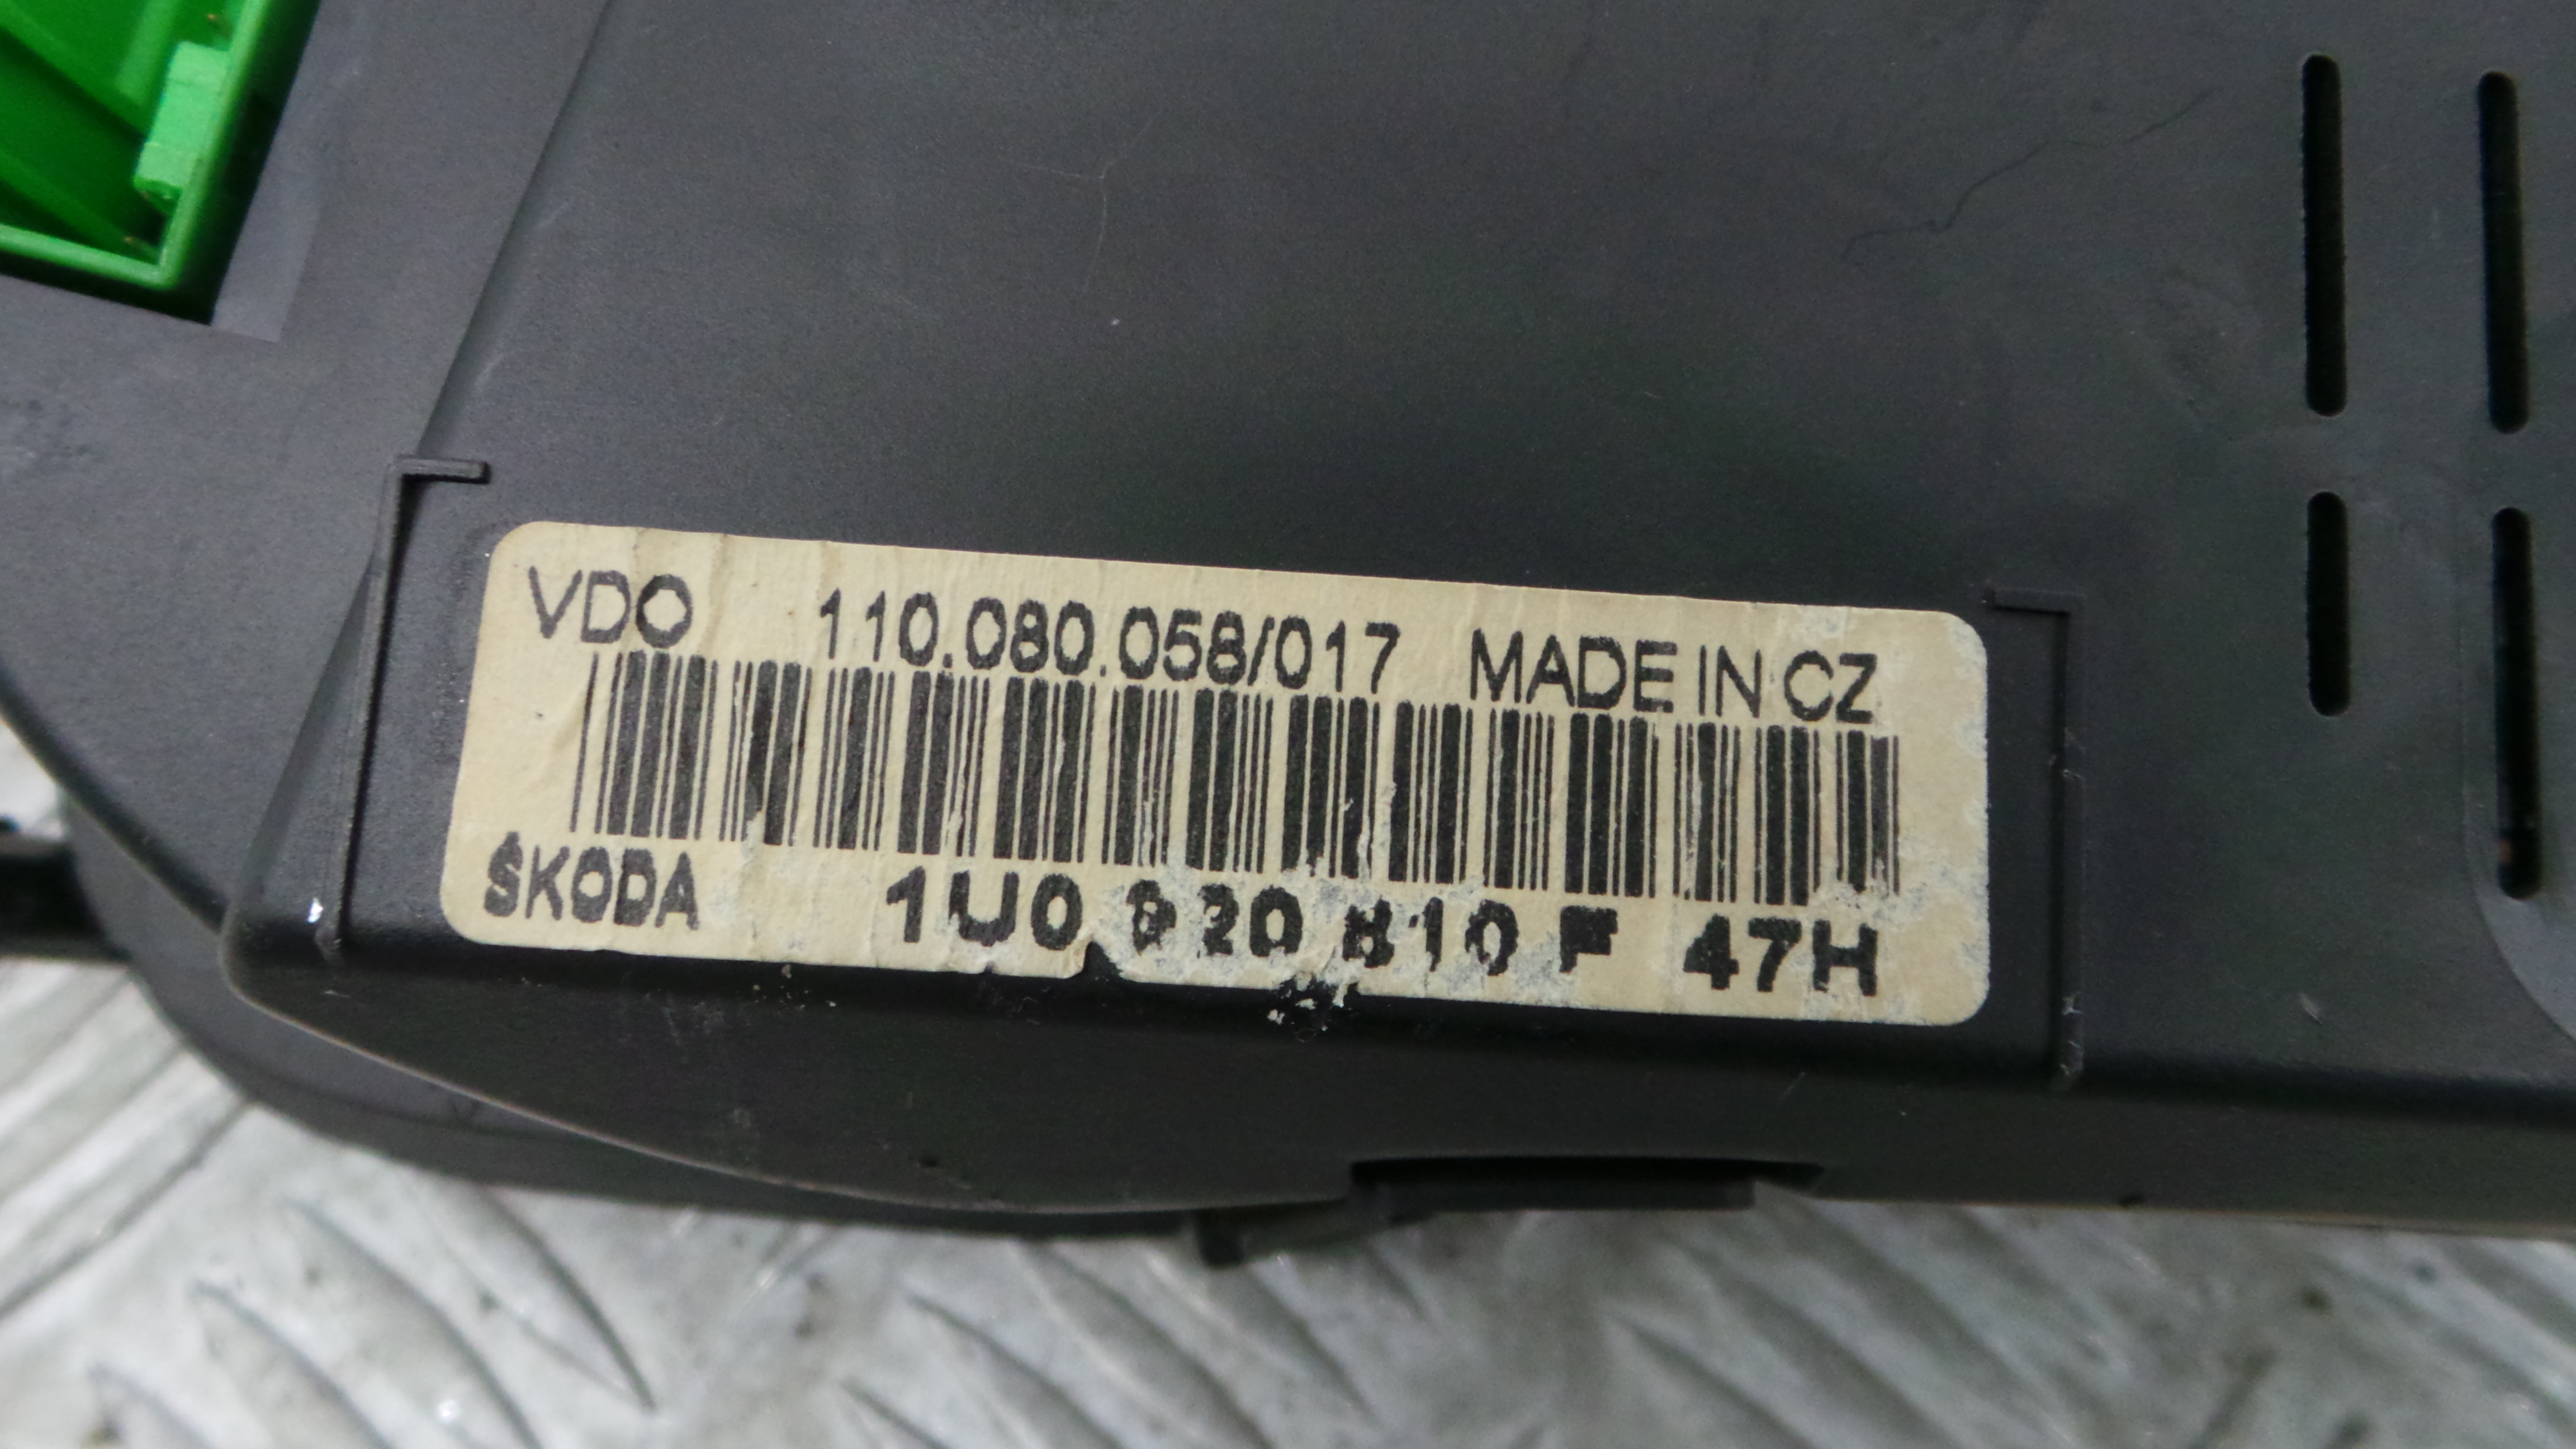 VDO 110.080.058/017 MADE IN CZ
ŠKODA 1U0 920 810 F 47H